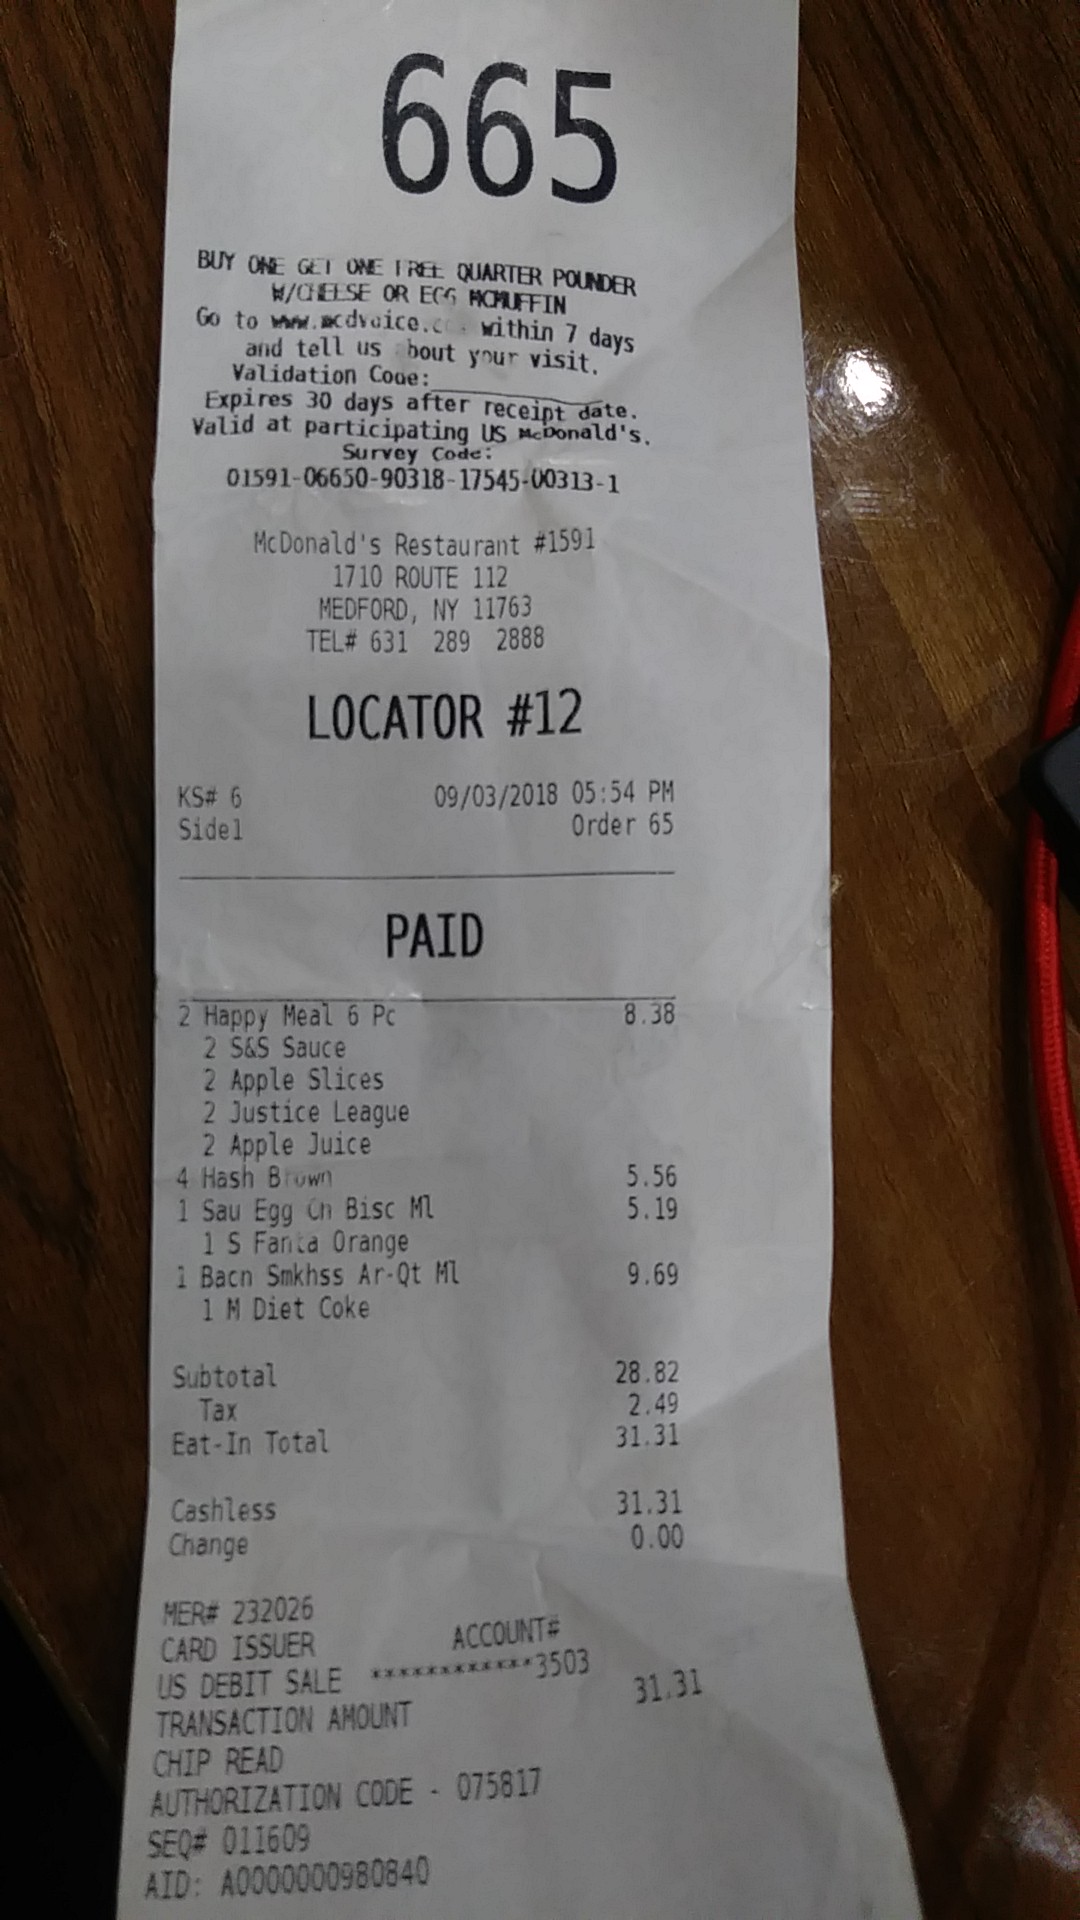 665
BUY ONE GET ONE FREE QUARTER POUNDER
W/CHEESE OR EGG MCMUFFIN
Go to within 7 days
and tell us bout your visit.
Validation Code:
Expires 30 days after receipt date.
Valid at participating US McDonald's.
Survey Code:
01591-06650-90318-17545-00313-1
McDonald's Restaurant #1591
1710 ROUTE 112
MEDFORD, NY 11763
TEL# 631 289 2888
LOCATOR #12
KS# 6 09/03/2018 05:54 PM
Side1 Order 65
PAID
2 Happy Meal 6 Pc 8.38
2 S&S Sauce
2 Apple Slices
2 Justice League
2 Apple Juice
4 Hash Brown 5.56
1 Sau Egg Ch Bisc Ml 5.19
1 S Fanta Orange
1 Bacn Smkhss Ar-Qt Ml 9.69
1 M Diet Coke
Subtotal 28.82
Tax 2.49
Eat-In Total 31.31
Cashless 31.31
Change 0.00
MER# 232026
CARD ISSUER ACCOUNT#
US DEBIT SALE ************3503
TRANSACTION AMOUNT 31.31
CHIP READ
AUTHORIZATION CODE - 075817
SEQ# 011609
AID: A0000000980840